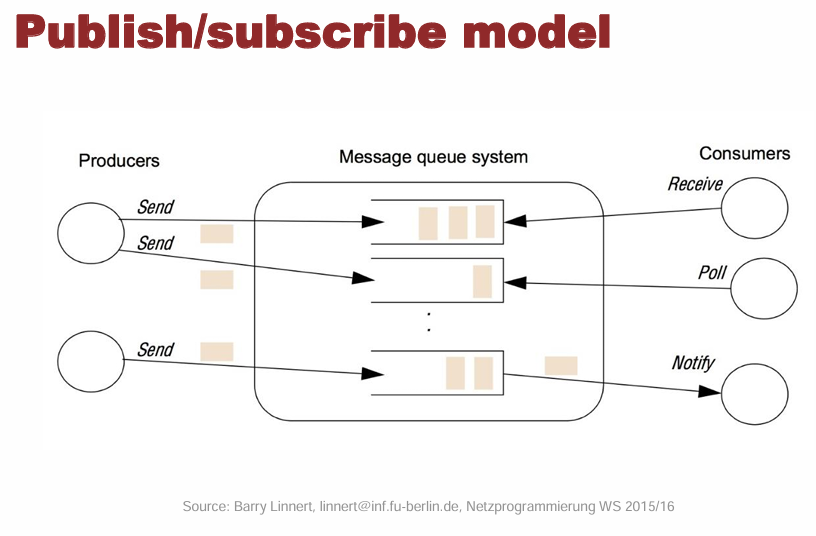 Publish/subscribe model
Producers
Message queue system
Consumers
Send
Receive
Send
Poll
:
Send
Notify
Source: Barry Linnert, linnert@inf.fu-berlin.de, Netzprogrammierung WS 2015/16